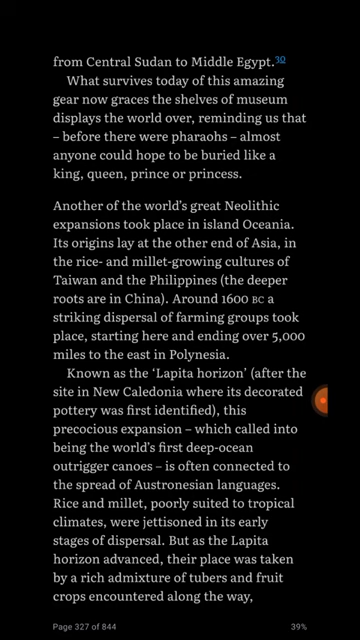 from Central Sudan to Middle Egypt.30
What survives today of this amazing
gear now graces the shelves of museum
displays the world over, reminding us that
– before there were pharaohs – almost
anyone could hope to be buried like a
king, queen, prince or princess.
Another of the world's great Neolithic
expansions took place in island Oceania.
Its origins lay at the other end of Asia, in
the rice- and millet-growing cultures of
Taiwan and the Philippines (the deeper
roots are in China). Around 1600 BC a
striking dispersal of farming groups took
place, starting here and ending over 5,000
miles to the east in Polynesia.
Known as the ‘Lapita horizon’ (after the
site in New Caledonia where its decorated
pottery was first identified), this
precocious expansion – which called into
being the world's first deep-ocean
outrigger canoes – is often connected to
the spread of Austronesian languages.
Rice and millet, poorly suited to tropical
climates, were jettisoned in its early
stages of dispersal. But as the Lapita
horizon advanced, their place was taken
by a rich admixture of tubers and fruit
crops encountered along the way,
Page 327 of 844 39%